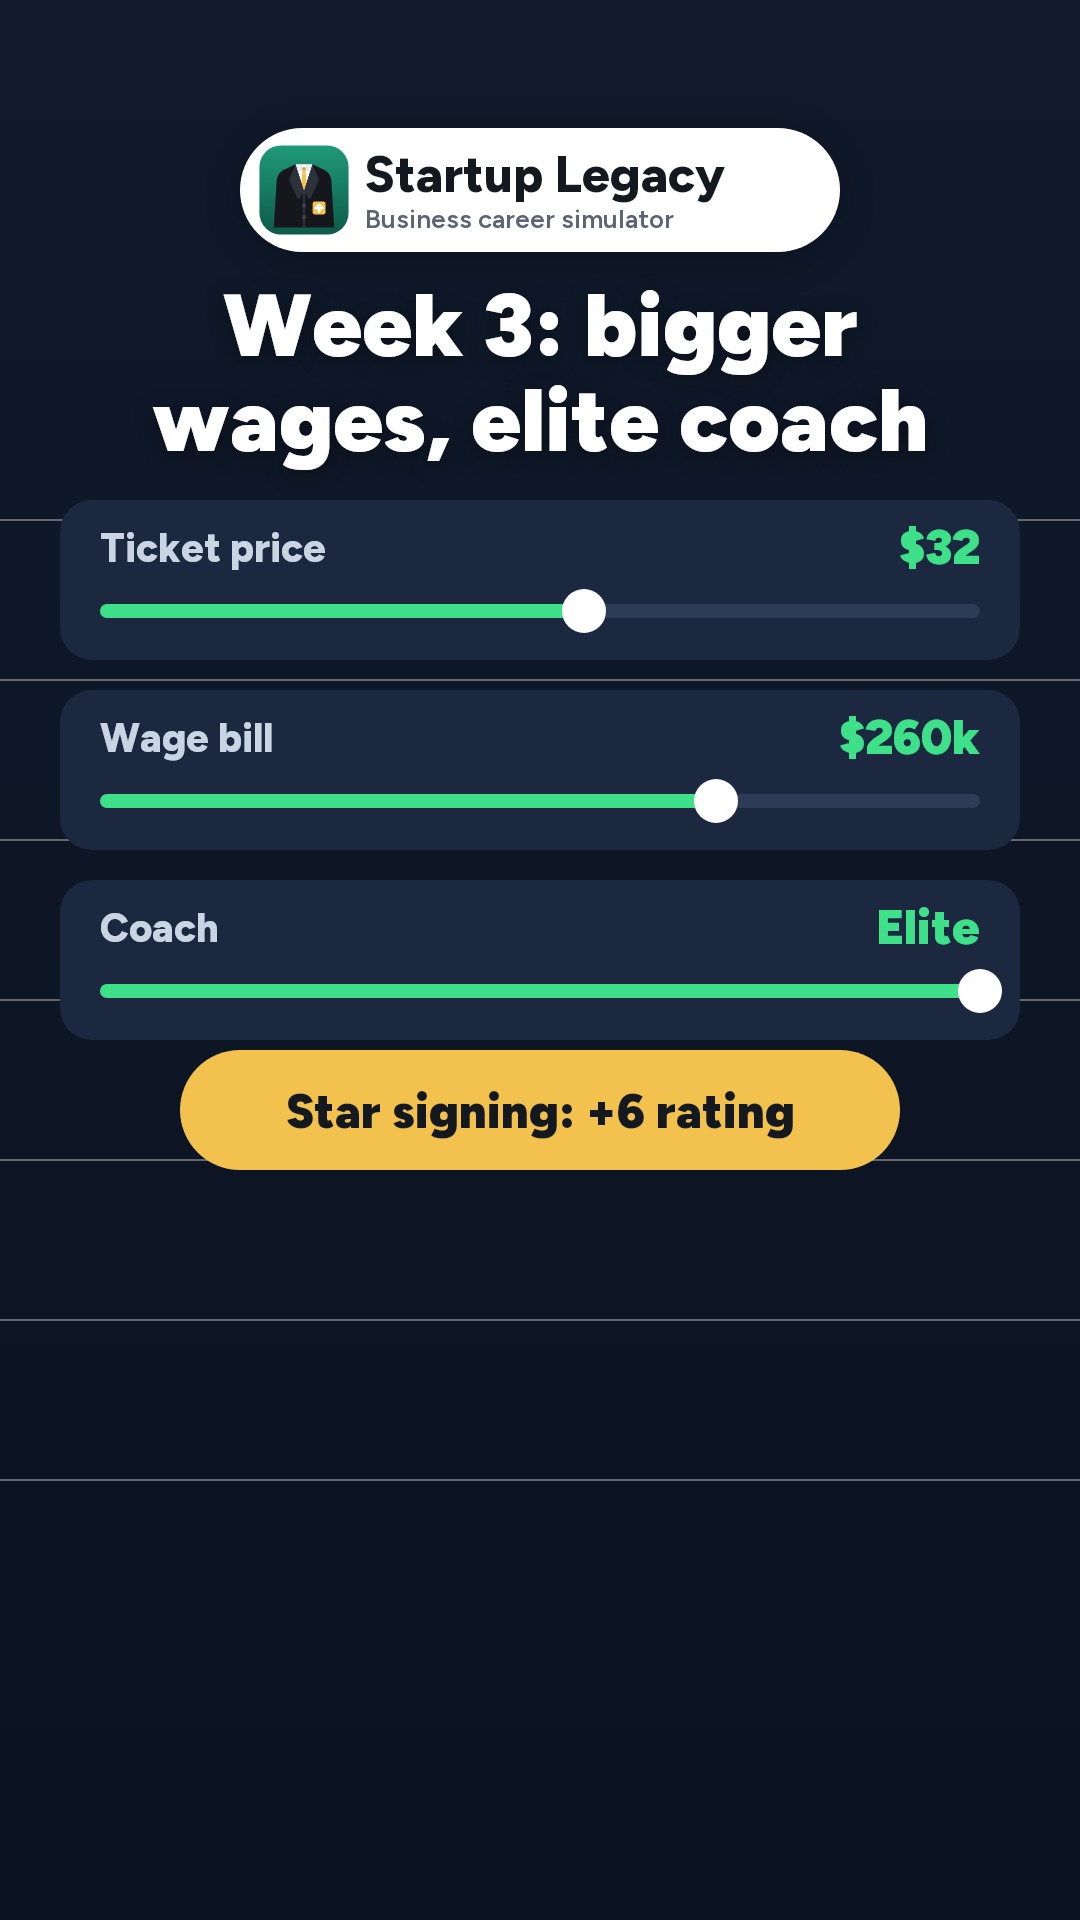 Startup Legacy
Business career simulator
Week 3: bigger
wages, elite coach
Ticket price $32
Wage bill $260k
Coach Elite
Star signing: +6 rating